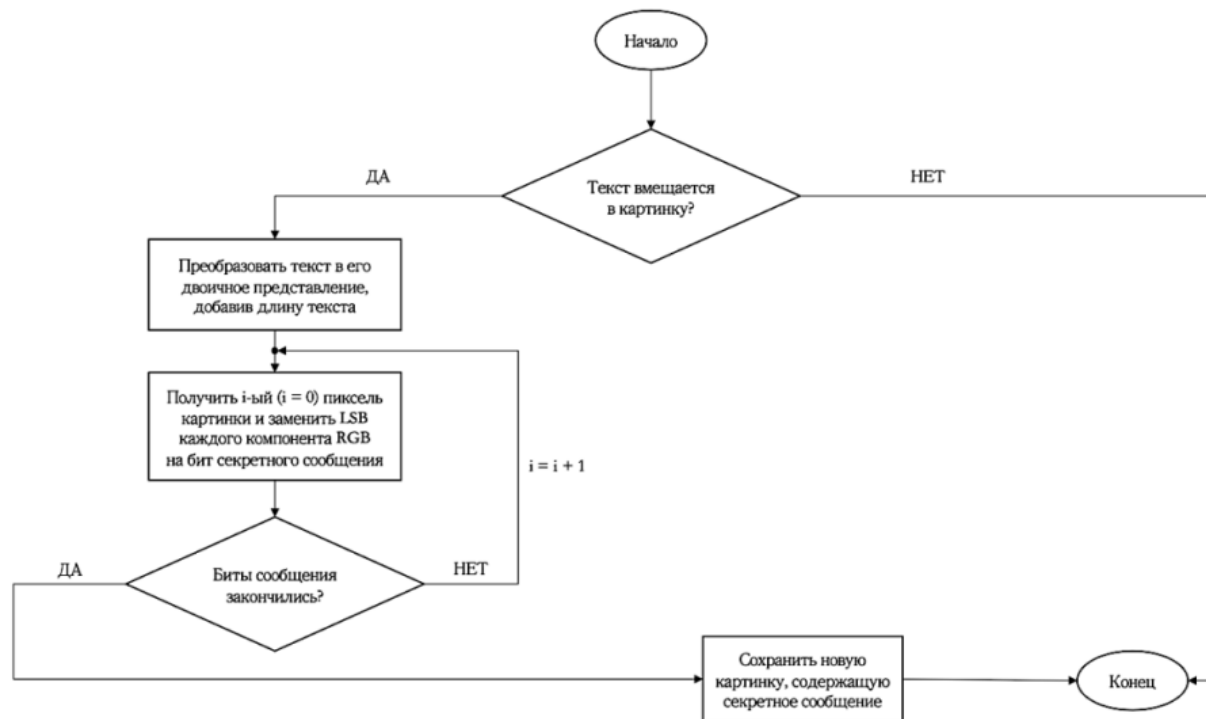 Начало
ДА
Текст вмещается
в картинку?
НЕТ
Преобразовать текст в его
двоичное представление,
добавив длину текста
Получить i-ый (i = 0) пиксель
картинки и заменить LSB
каждого компонента RGB
на бит секретного сообщения
i = i + 1
ДА
Биты сообщения
закончились?
НЕТ
Сохранить новую
картинку, содержащую
секретное сообщение
Конец